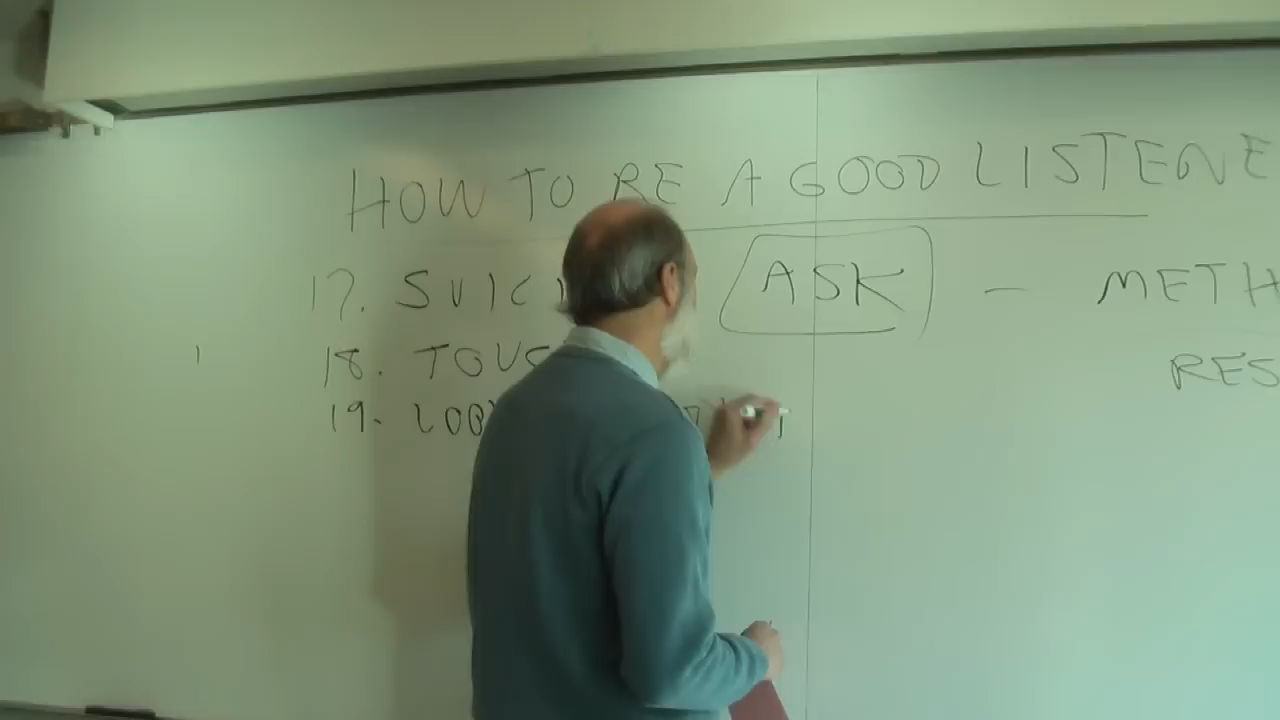 HOW TO BE A GOOD LISTENE
17. SUICI ASK — METH
RES
18. TOUC
19. LOO